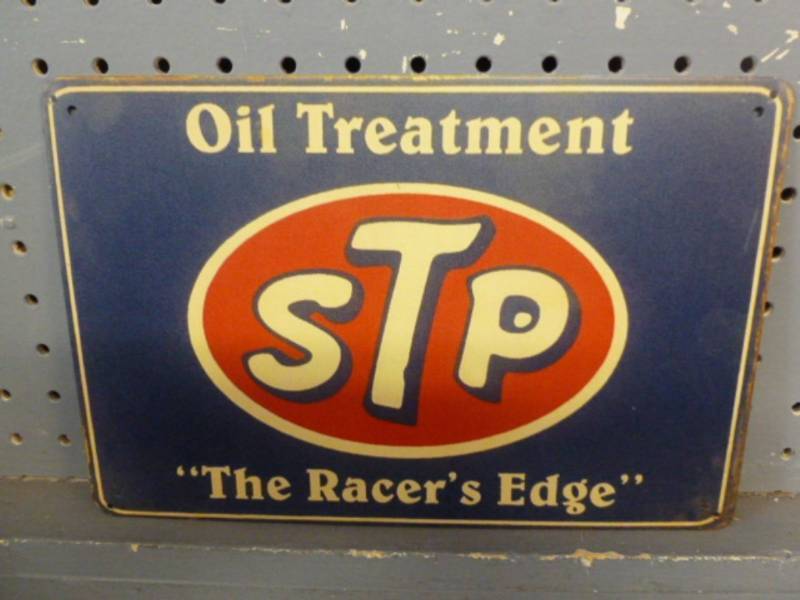 Oil Treatment
STP
“The Racer's Edge”